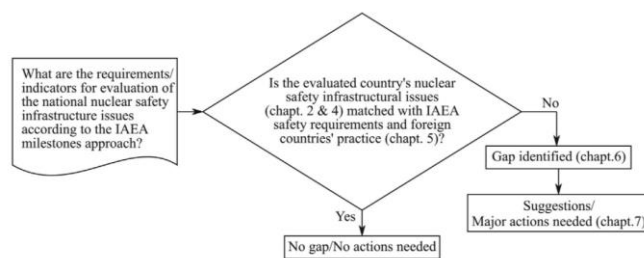 What are the requirements/
indicators for evaluation of
the national nuclear safety
infrastructure issues
according to the IAEA
milestones approach?
Is the evaluated country's nuclear
safety infrastructural issues
(chapt. 2 & 4) matched with IAEA
safety requirements and foreign
countries' practice (chapt. 5)?
No
Gap identified (chapt.6)
Suggestions/
Major actions needed (chapt.7)
Yes
No gap/No actions needed